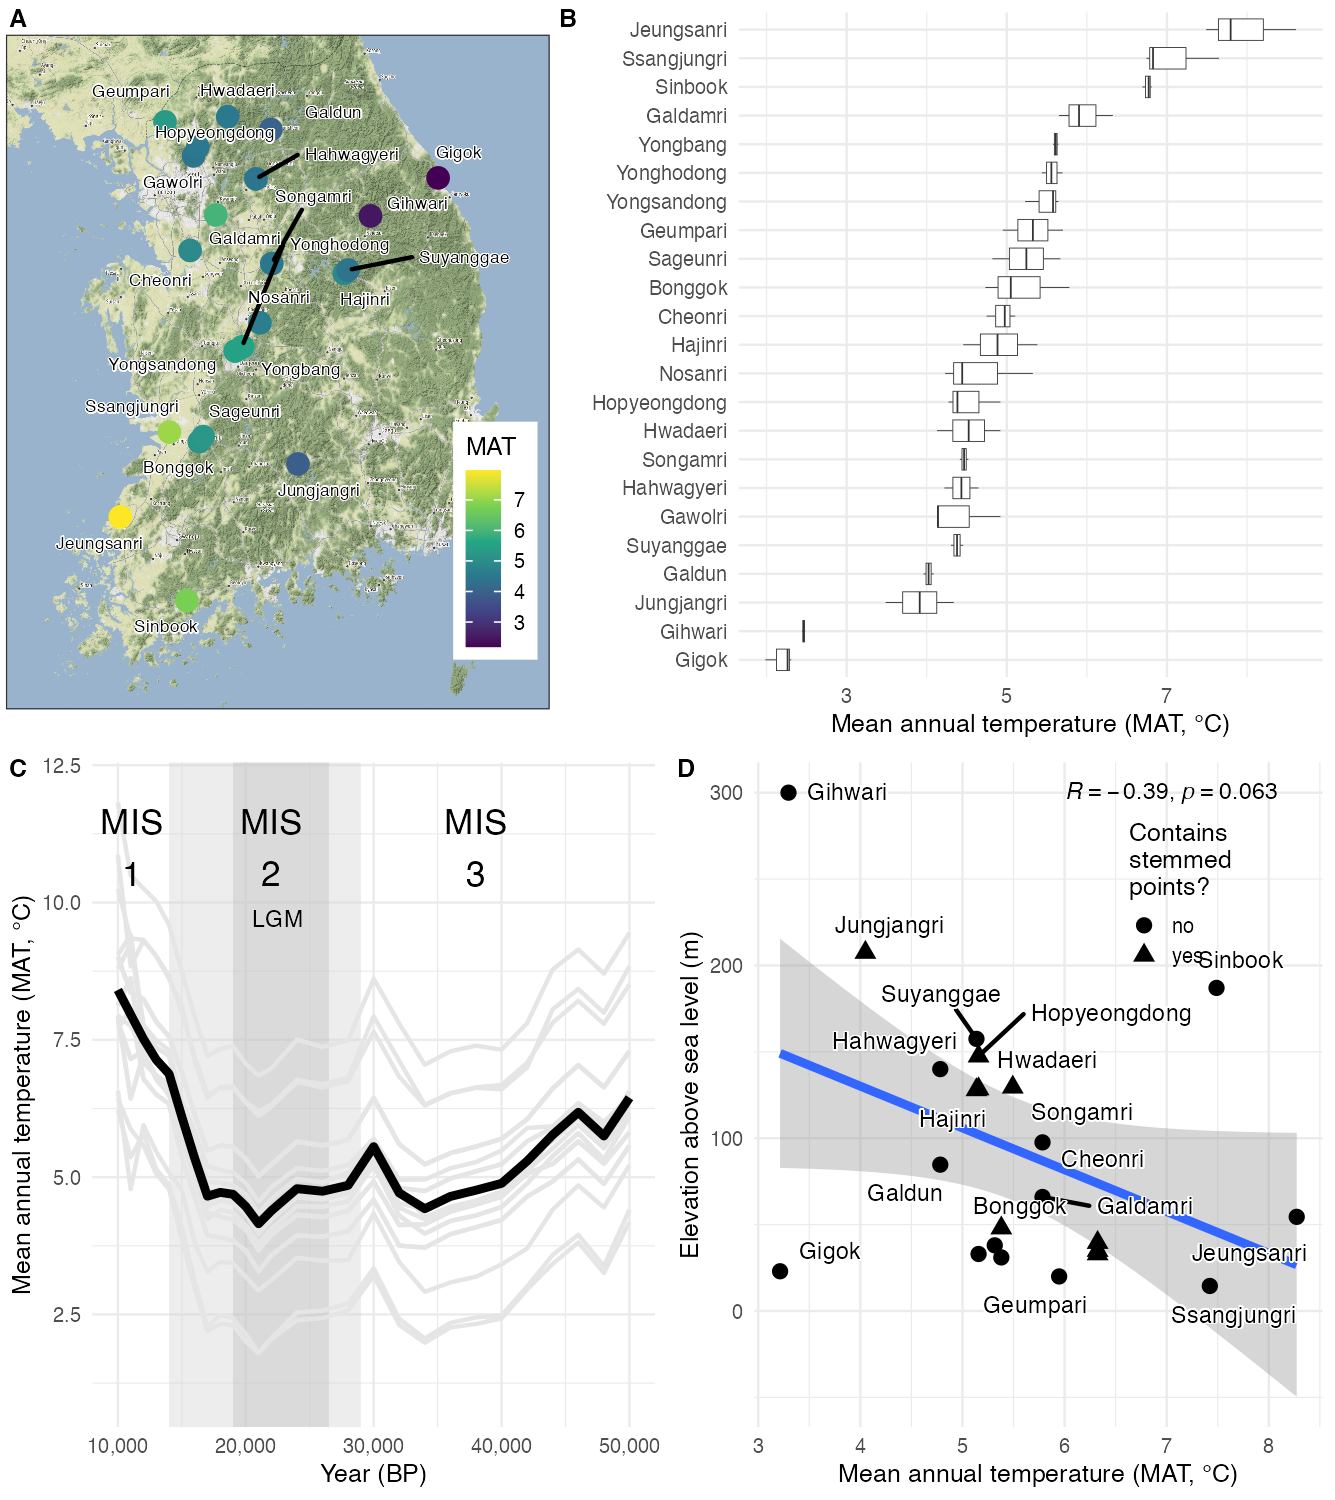 A
Geumpari
Hwadaeri
Galdun
Hopyeongdong
Hahwagyeri
Gigok
Gawolri
Songamri
Gihwari
Galdamri
Yonghodong
Suyanggae
Cheonri
Nosanri
Hajinri
Yongsandong
Yongbang
Ssangjungri
Sageunri
Bonggok
Jungjangri
Jeungsanri
Sinbook
MAT
7
6
5
4
3
B
Jeungsanri
Ssangjungri
Sinbook
Galdamri
Yongbang
Yonghodong
Yongsandong
Geumpari
Sageunri
Bonggok
Cheonri
Hajinri
Nosanri
Hopyeongdong
Hwadaeri
Songamri
Hahwagyeri
Gawolri
Suyanggae
Galdun
Jungjangri
Gihwari
Gigok
3 5 7
Mean annual temperature (MAT, °C)
C
Mean annual temperature (MAT, °C)
12.5
10.0
7.5
5.0
2.5
MIS
1
MIS
2
LGM
MIS
3
10,000 20,000 30,000 40,000 50,000
Year (BP)
D
Elevation above sea level (m)
300
200
100
0
R = −0.39, p = 0.063
Contains
stemmed
points?
no
yes
Gihwari
Jungjangri
Sinbook
Suyanggae
Hopyeongdong
Hahwagyeri
Hwadaeri
Hajinri
Songamri
Cheonri
Galdun
Bonggok
Galdamri
Gigok
Jeungsanri
Geumpari
Ssangjungri
3 4 5 6 7 8
Mean annual temperature (MAT, °C)